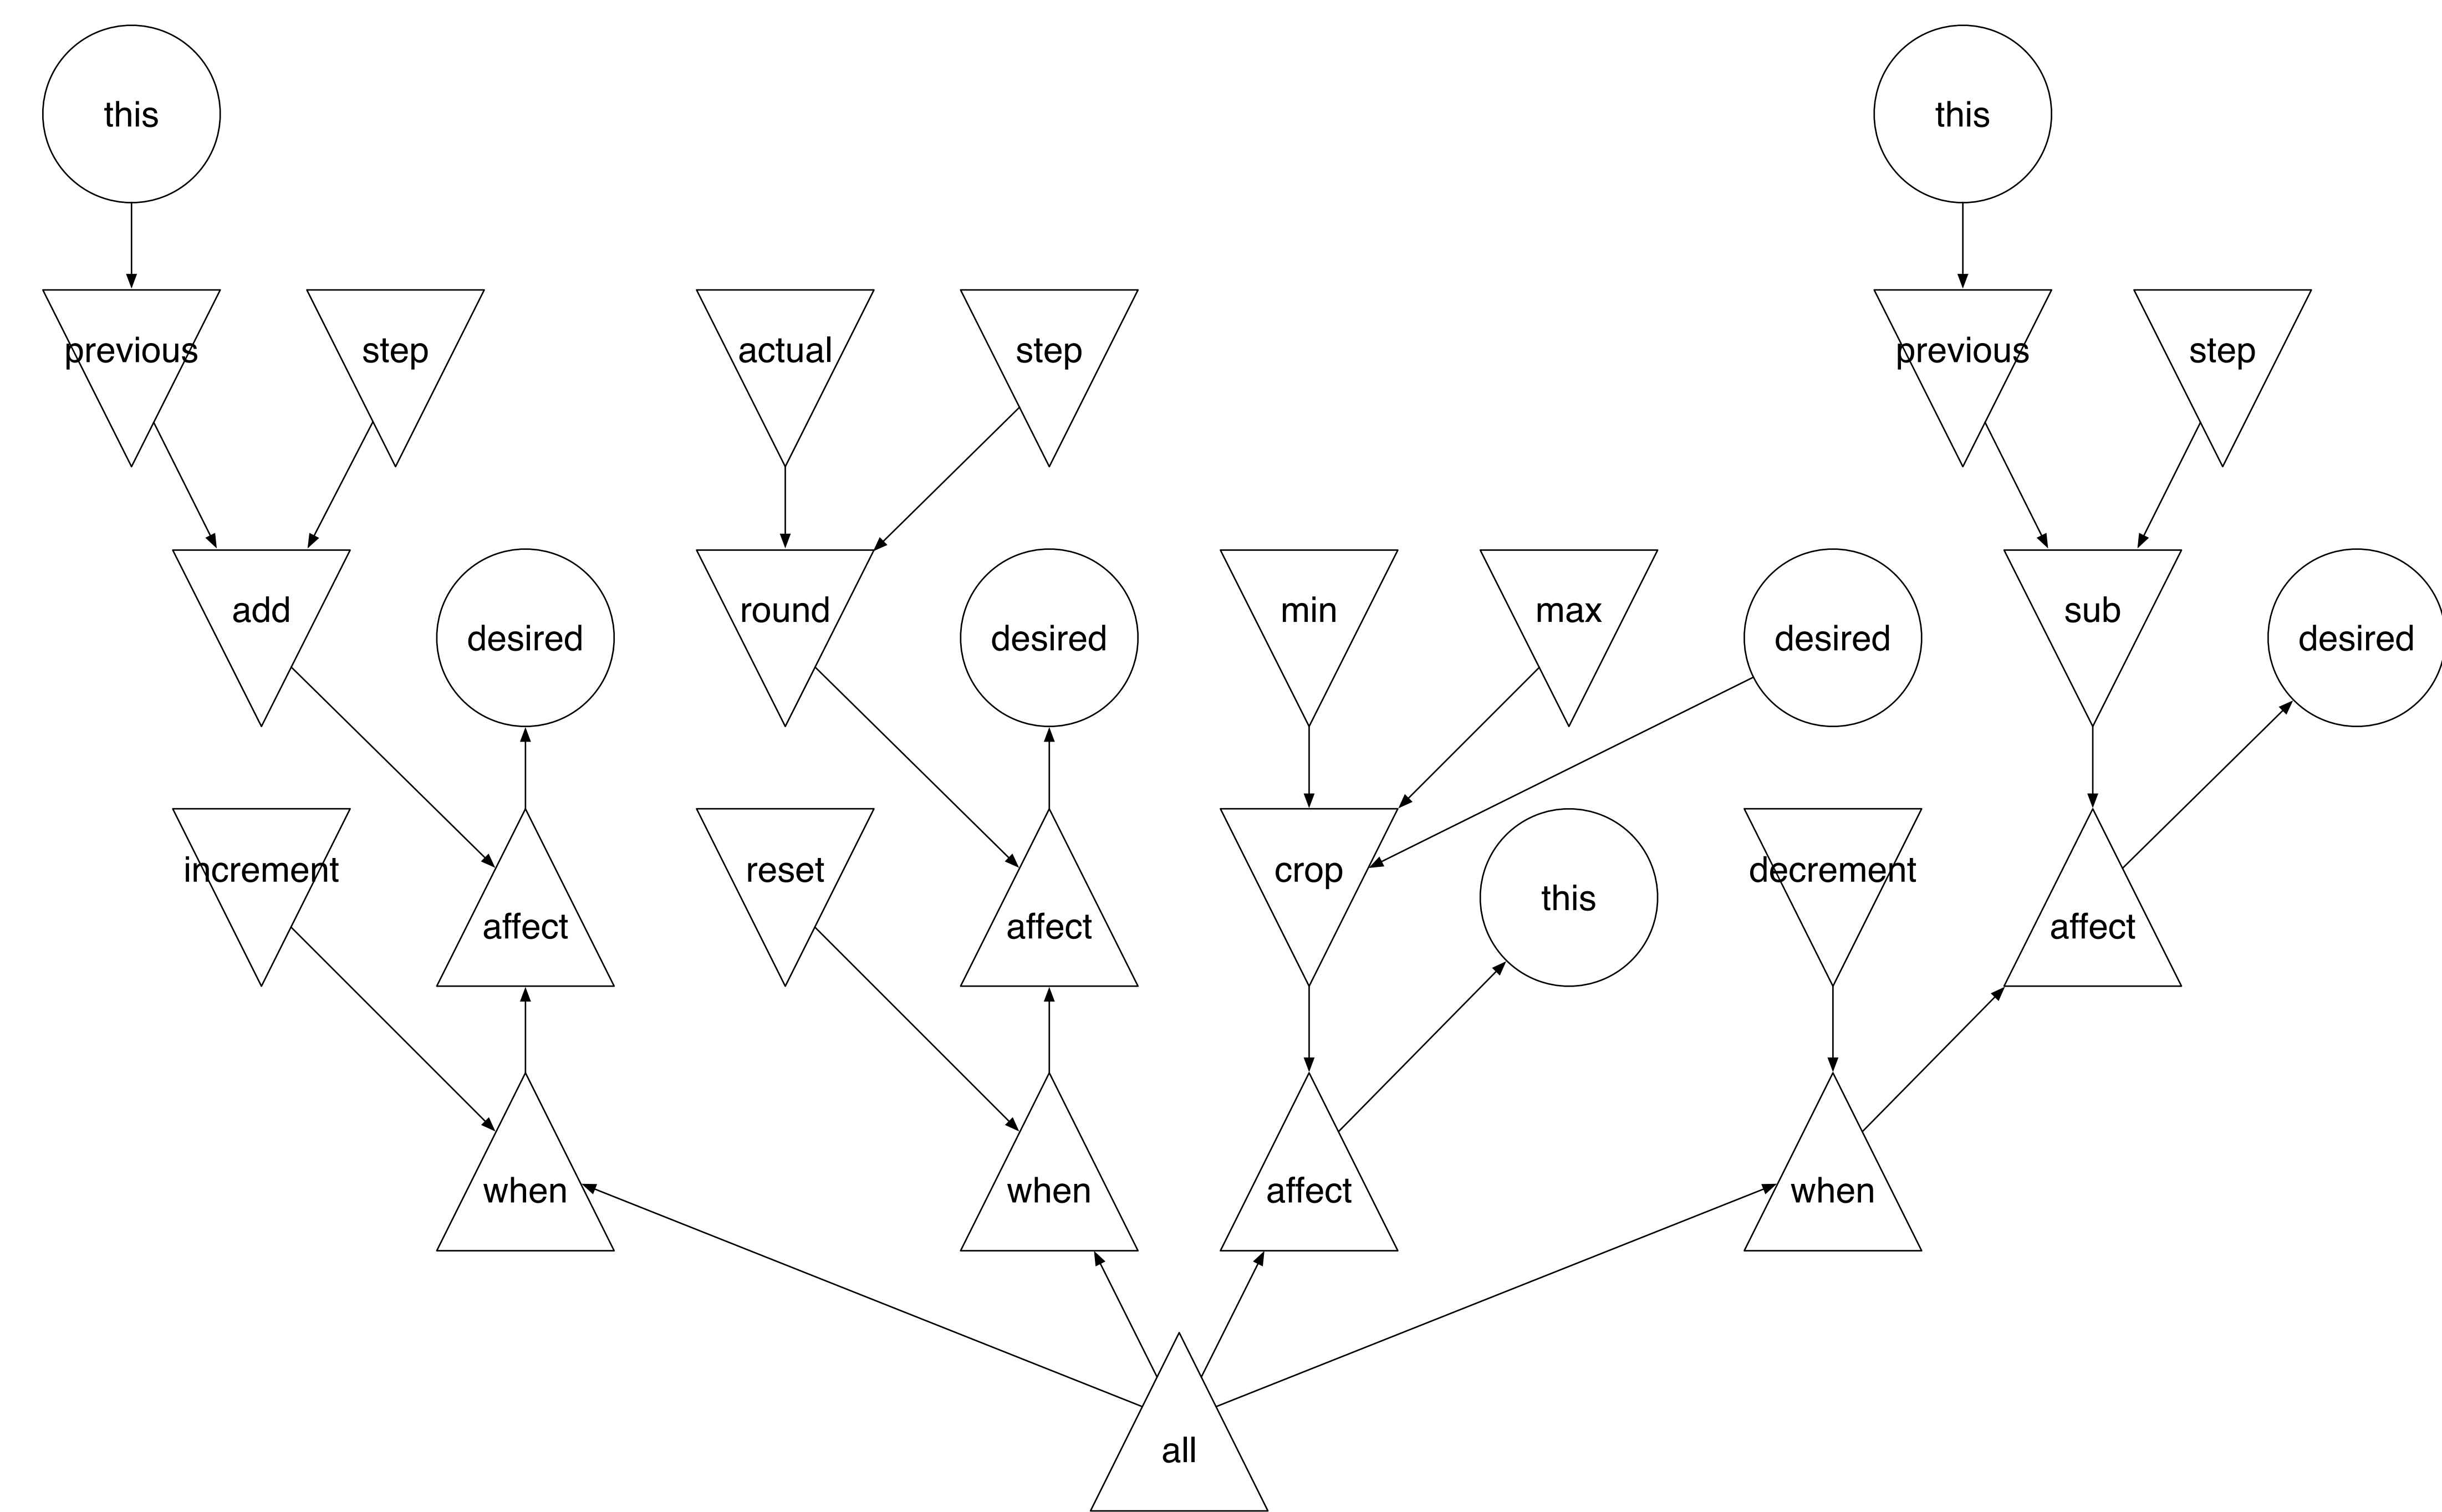 this
this
previous
step
actual
step
previous
step
add
desired
round
desired
min
max
desired
sub
desired
increment
affect
reset
affect
crop
this
decrement
affect
when
when
affect
when
all